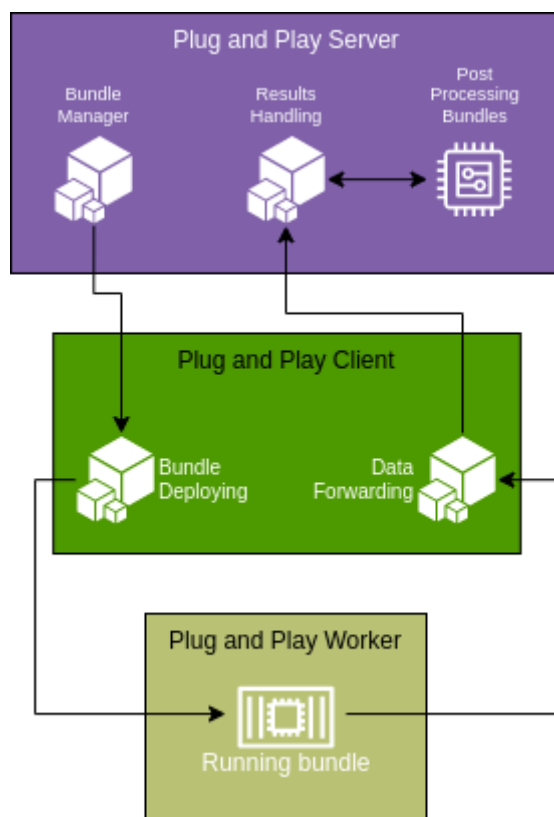 Plug and Play Server
Bundle
Manager
Results
Handling
Post
Processing
Bundles
Plug and Play Client
Bundle
Deploying
Data
Forwarding
Plug and Play Worker
Running bundle